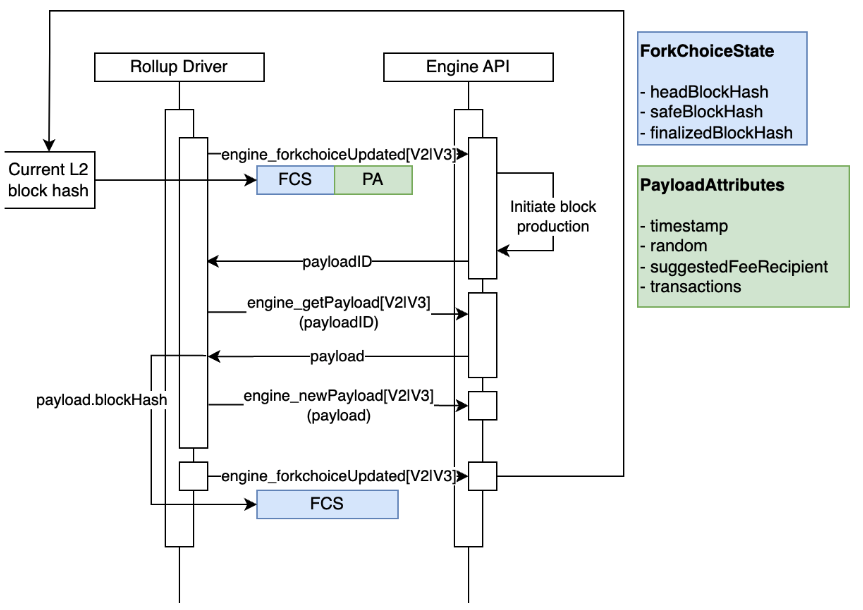 Rollup Driver
Engine API
ForkChoiceState
- headBlockHash
- safeBlockHash
- finalizedBlockHash
engine_forkchoiceUpdated[V2|V3]
Current L2
block hash
FCS
PA
PayloadAttributes
- timestamp
- random
- suggestedFeeRecipient
- transactions
Initiate block
production
payloadID
engine_getPayload[V2|V3]
(payloadID)
payload
payload.blockHash
engine_newPayload[V2|V3]
(payload)
engine_forkchoiceUpdated[V2|V3]
FCS